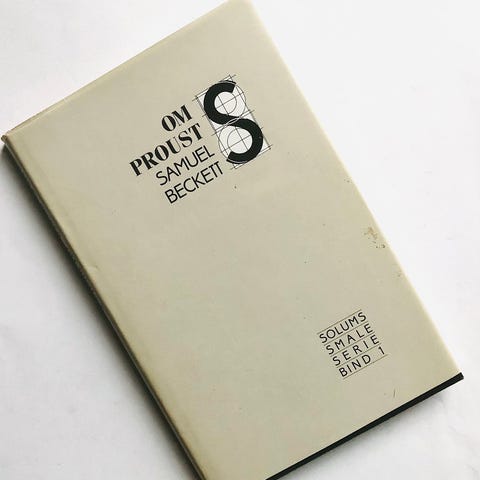 OM
PROUST
SAMUEL
BECKETT
S
SOLUMS
SMALE
SERIE
BIND 1